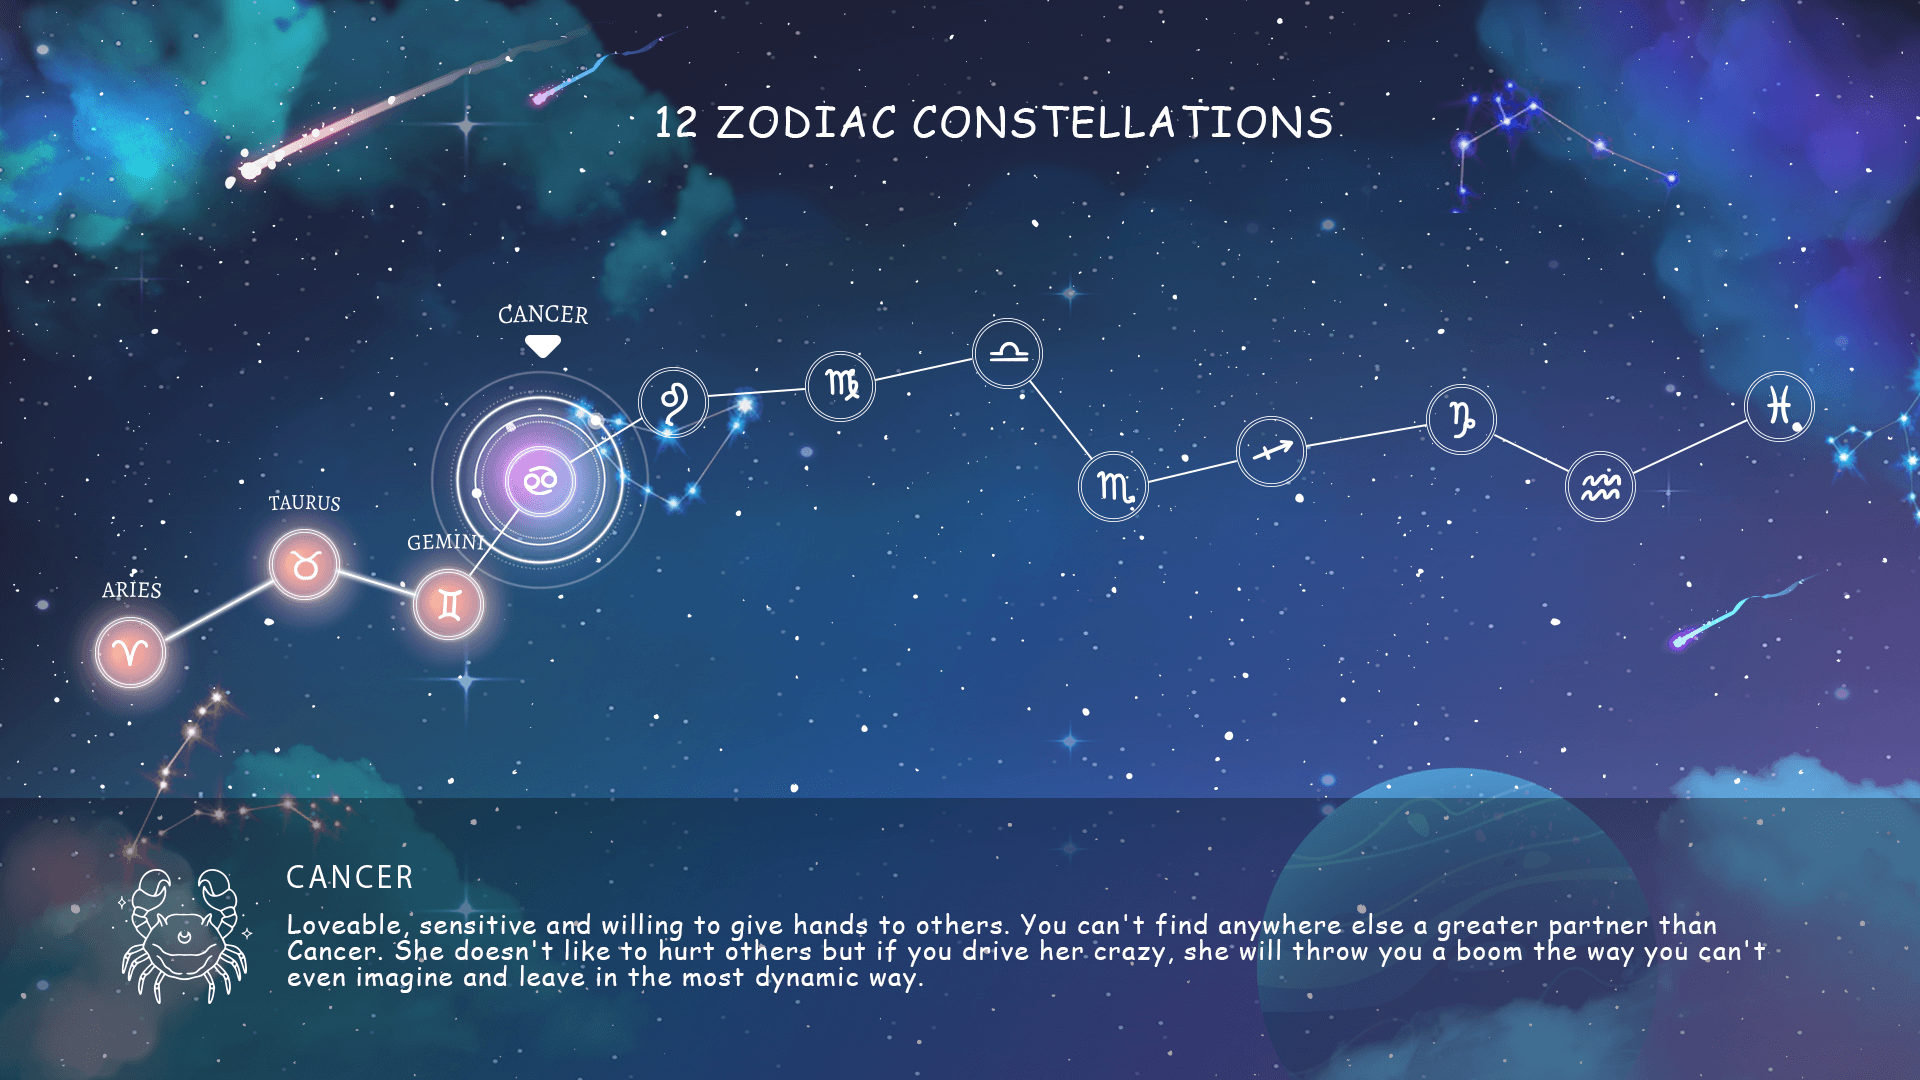 12 ZODIAC CONSTELLATIONS
CANCER
TAURUS
GEMINI
ARIES
CANCER
Loveable, sensitive and willing to give hands to others. You can't find anywhere else a greater partner than
Cancer. She doesn't like to hurt others but if you drive her crazy, she will throw you a boom the way you can't
even imagine and leave in the most dynamic way.